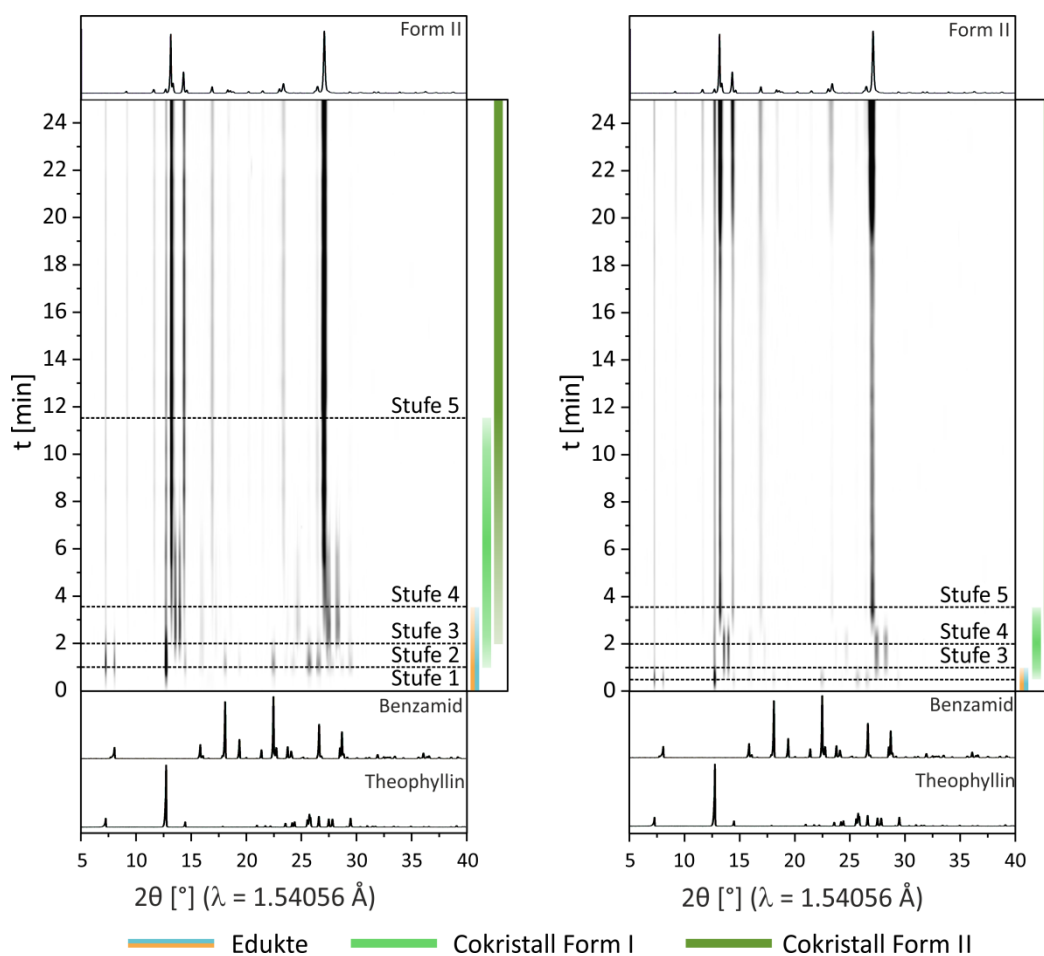 Form II
24
22
20
18
16
14
12
10
8
6
4
2
0
t [min]
Stufe 5
Stufe 4
Stufe 3
Stufe 2
Stufe 1
Benzamid
Theophyllin
5 10 15 20 25 30 35 40
2θ [°] (λ = 1.54056 Å)
Form II
24
22
20
18
16
14
12
10
8
6
4
2
0
t [min]
Stufe 5
Stufe 4
Stufe 3
Benzamid
Theophyllin
5 10 15 20 25 30 35 40
2θ [°] (λ = 1.54056 Å)
Edukte Cokristall Form I Cokristall Form II